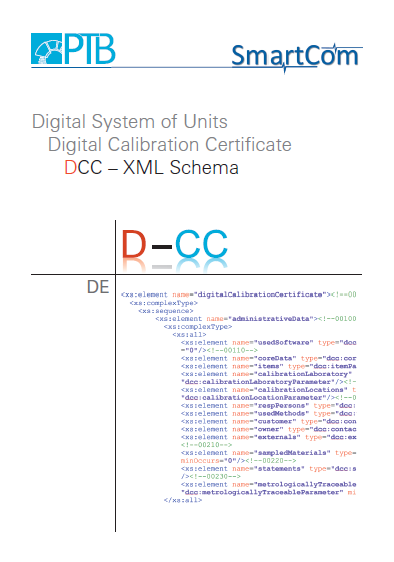 PTB
SmartCom
Digital System of Units
Digital Calibration Certificate
DCC – XML Schema
D–CC
DE
<xs:element name="digitalCalibrationCertificate"><!--00
<xs:complexType>
<xs:sequence>
<xs:element name="administrativeData"><!--00100
<xs:complexType>
<xs:all>
<xs:element name="usedSoftware" type="dcc
="0"/><!--00110-->
<xs:element name="coreData" type="dcc:cor
<xs:element name="items" type="dcc:itemPa
<xs:element name="calibrationLaboratory"
"dcc:calibrationLaboratoryParameter"/><!-
<xs:element name="calibrationLocations" t
"dcc:calibrationLocationParameter"/><!--0
<xs:element name="respPersons" type="dcc:
<xs:element name="usedMethods" type="dcc:
<xs:element name="customer" type="dcc:con
<xs:element name="owner" type="dcc:contac
<xs:element name="externals" type="dcc:ex
<!--00210-->
<xs:element name="sampledMaterials" type=
minOccurs="0"/><!--00220-->
<xs:element name="statements" type="dcc:s
/><!--00230-->
<xs:element name="metrologicallyTraceable
"dcc:metrologicallyTraceableParameter" mi
</xs:all>